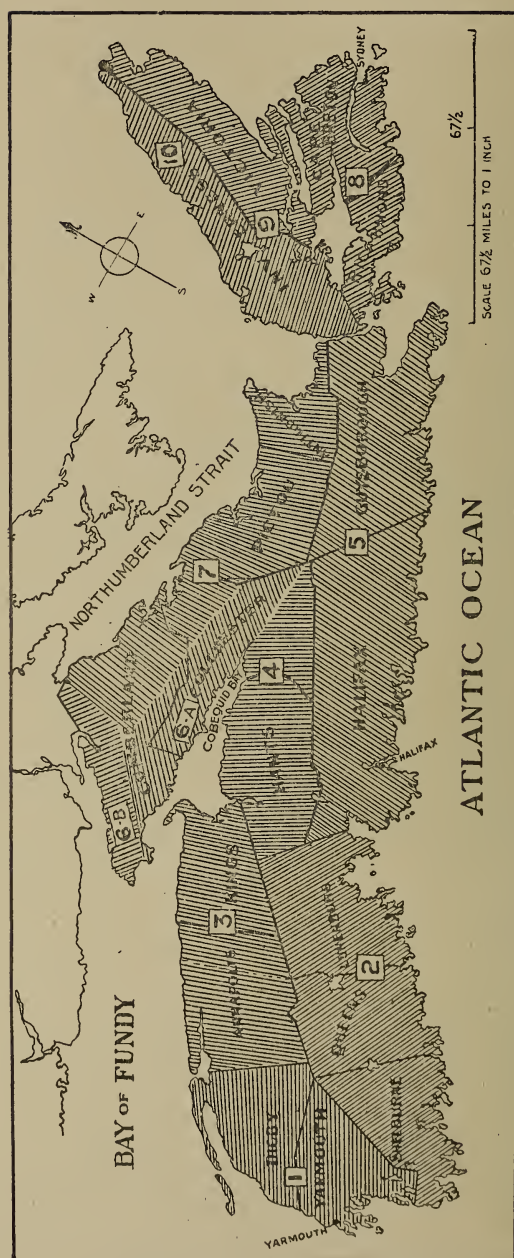 BAY OF FUNDY
NORTHUMBERLAND STRAIT
ATLANTIC OCEAN
COBEQUID BAY
W
E
S
SCALE 67½ MILES TO 1 INCH
67½
YARMOUTH
1
DIGBY
YARMOUTH
SHELBURNE
2
QUEENS
LUNENBURG
3
ANNAPOLIS
KINGS
4
HANTS
5
HALIFAX
HALIFAX
GUYSBOROUGH
6-A
COLCHESTER
6-B
CUMBERLAND
7
PICTOU
ANTIGONISH
8
RICHMOND
CAPE BRETON
SYDNEY
9
VICTORIA
10
INVERNESS